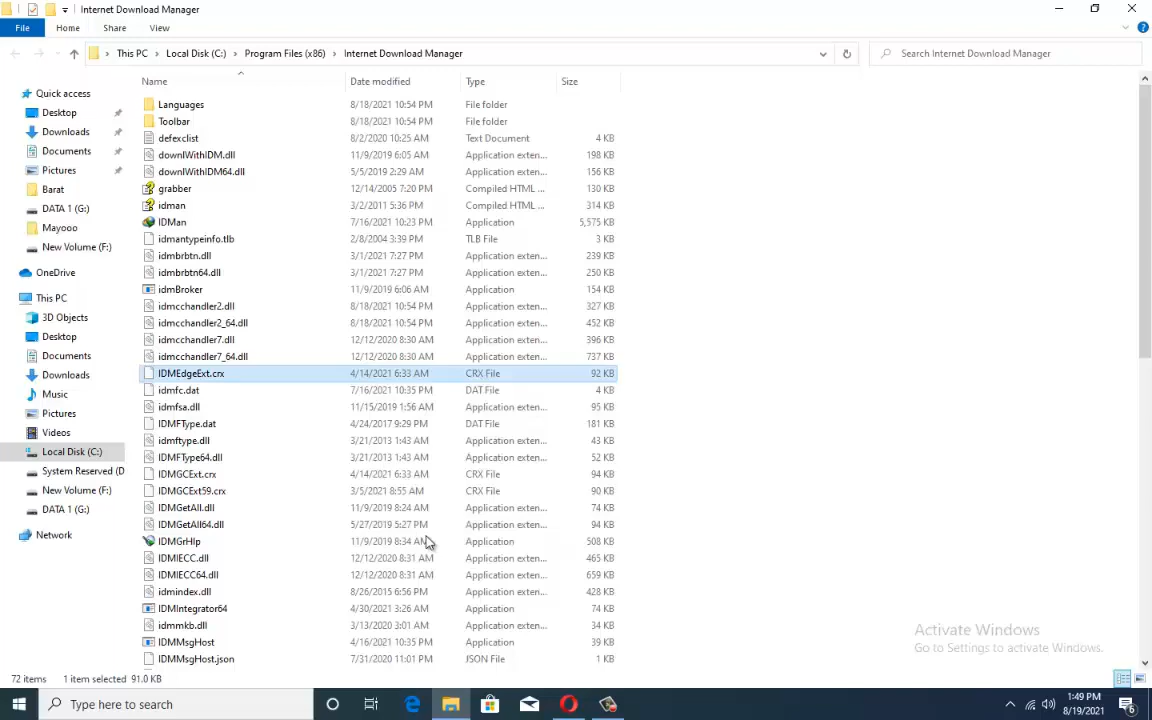 Internet Download Manager
File Home Share View
This PC Local Disk (C:) Program Files (x86) Internet Download Manager Search Internet Download Manager
Name Date modified Type Size
Quick access
Desktop
Downloads
Documents
Pictures
Barat
DATA 1 (G:)
Mayooo
New Volume (F:)
OneDrive
This PC
3D Objects
Desktop
Documents
Downloads
Music
Pictures
Videos
Local Disk (C:)
System Reserved (D
New Volume (F:)
DATA 1 (G:)
Network
Languages 8/18/2021 10:54 PM File folder
Toolbar 8/18/2021 10:54 PM File folder
defexclist 8/2/2020 10:25 AM Text Document 4 KB
downlWithIDM.dll 11/9/2019 6:05 AM Application exten... 198 KB
downlWithIDM64.dll 5/5/2019 2:29 AM Application exten... 156 KB
grabber 12/14/2005 7:20 PM Compiled HTML ... 130 KB
idman 3/2/2011 5:36 PM Compiled HTML ... 314 KB
IDMan 7/16/2021 10:23 PM Application 5,575 KB
idmantypeinfo.tlb 2/8/2004 3:39 PM TLB File 3 KB
idmbrbtn.dll 3/1/2021 7:27 PM Application exten... 239 KB
idmbrbtn64.dll 3/1/2021 7:27 PM Application exten... 250 KB
idmBroker 11/9/2019 6:06 AM Application 154 KB
idmcchandler2.dll 8/18/2021 10:54 PM Application exten... 327 KB
idmcchandler2_64.dll 8/18/2021 10:54 PM Application exten... 452 KB
idmcchandler7.dll 12/12/2020 8:30 AM Application exten... 396 KB
idmcchandler7_64.dll 12/12/2020 8:30 AM Application exten... 737 KB
IDMEdgeExt.crx 4/14/2021 6:33 AM CRX File 92 KB
idmfc.dat 7/16/2021 10:35 PM DAT File 4 KB
idmfsa.dll 11/15/2019 1:56 AM Application exten... 95 KB
IDMFType.dat 4/24/2017 9:29 PM DAT File 181 KB
idmftype.dll 3/21/2013 1:43 AM Application exten... 43 KB
IDMFType64.dll 3/21/2013 1:43 AM Application exten... 52 KB
IDMGCExt.crx 4/14/2021 6:33 AM CRX File 94 KB
IDMGCExt59.crx 3/5/2021 8:55 AM CRX File 90 KB
IDMGetAll.dll 11/9/2019 8:24 AM Application exten... 74 KB
IDMGetAll64.dll 5/27/2019 5:27 PM Application exten... 94 KB
IDMGrHlp 11/9/2019 8:34 AM Application 508 KB
IDMIECC.dll 12/12/2020 8:31 AM Application exten... 465 KB
IDMIECC64.dll 12/12/2020 8:31 AM Application exten... 659 KB
idmindex.dll 8/26/2015 6:56 PM Application exten... 428 KB
IDMIntegrator64 4/30/2021 3:26 AM Application 74 KB
idmmkb.dll 3/13/2020 3:01 AM Application exten... 34 KB
IDMMsgHost 4/16/2021 10:35 PM Application 39 KB
IDMMsgHost.json 7/31/2020 11:01 PM JSON File 1 KB
Activate Windows
Go to Settings to activate Windows.
72 items 1 item selected 91.0 KB
Type here to search
1:49 PM
8/19/2021
6